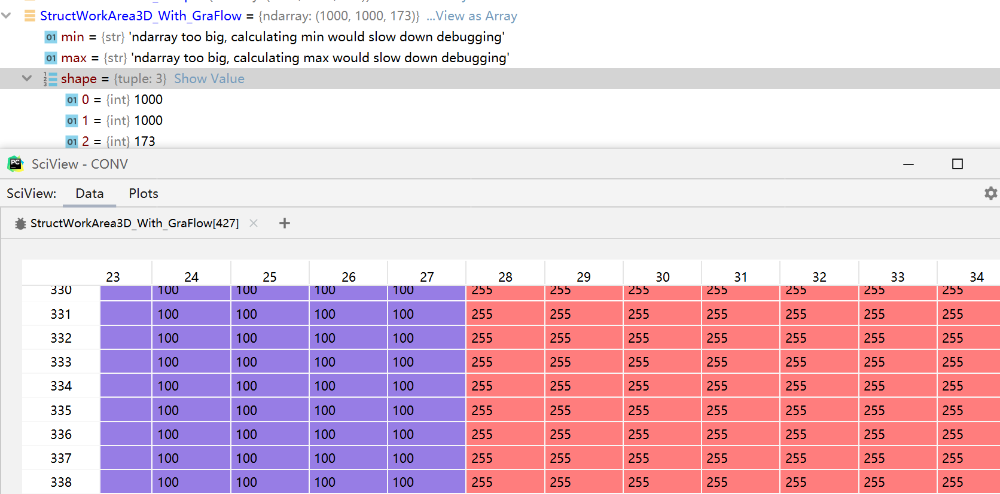 StructWorkArea3D_With_GraFlow = {ndarray: (1000, 1000, 173)} ...View as Array
01 min = {str} 'ndarray too big, calculating min would slow down debugging'
01 max = {str} 'ndarray too big, calculating max would slow down debugging'
shape = {tuple: 3} Show Value
01 0 = {int} 1000
01 1 = {int} 1000
01 2 = {int} 173
PC SciView - CONV
SciView: Data Plots
StructWorkArea3D_With_GraFlow[427]
23 24 25 26 27 28 29 30 31 32 33 34
330 100 100 100 100 255 255 255 255 255 255 255
331 100 100 100 100 255 255 255 255 255 255 255
332 100 100 100 100 255 255 255 255 255 255 255
333 100 100 100 100 255 255 255 255 255 255 255
334 100 100 100 100 255 255 255 255 255 255 255
335 100 100 100 100 255 255 255 255 255 255 255
336 100 100 100 100 255 255 255 255 255 255 255
337 100 100 100 100 255 255 255 255 255 255 255
338 100 100 100 100 255 255 255 255 255 255 255